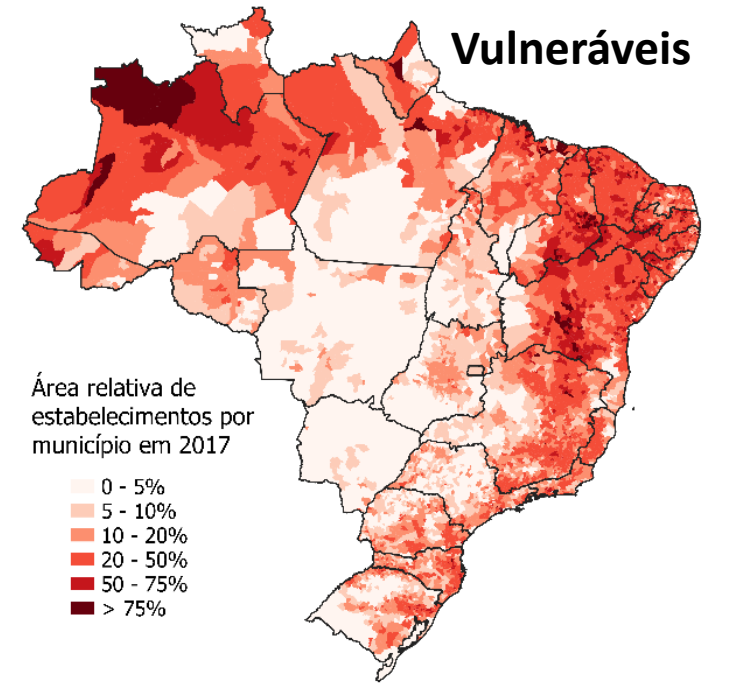 Vulneráveis
Área relativa de
estabelecimentos por
município em 2017
0 - 5%
5 - 10%
10 - 20%
20 - 50%
50 - 75%
> 75%